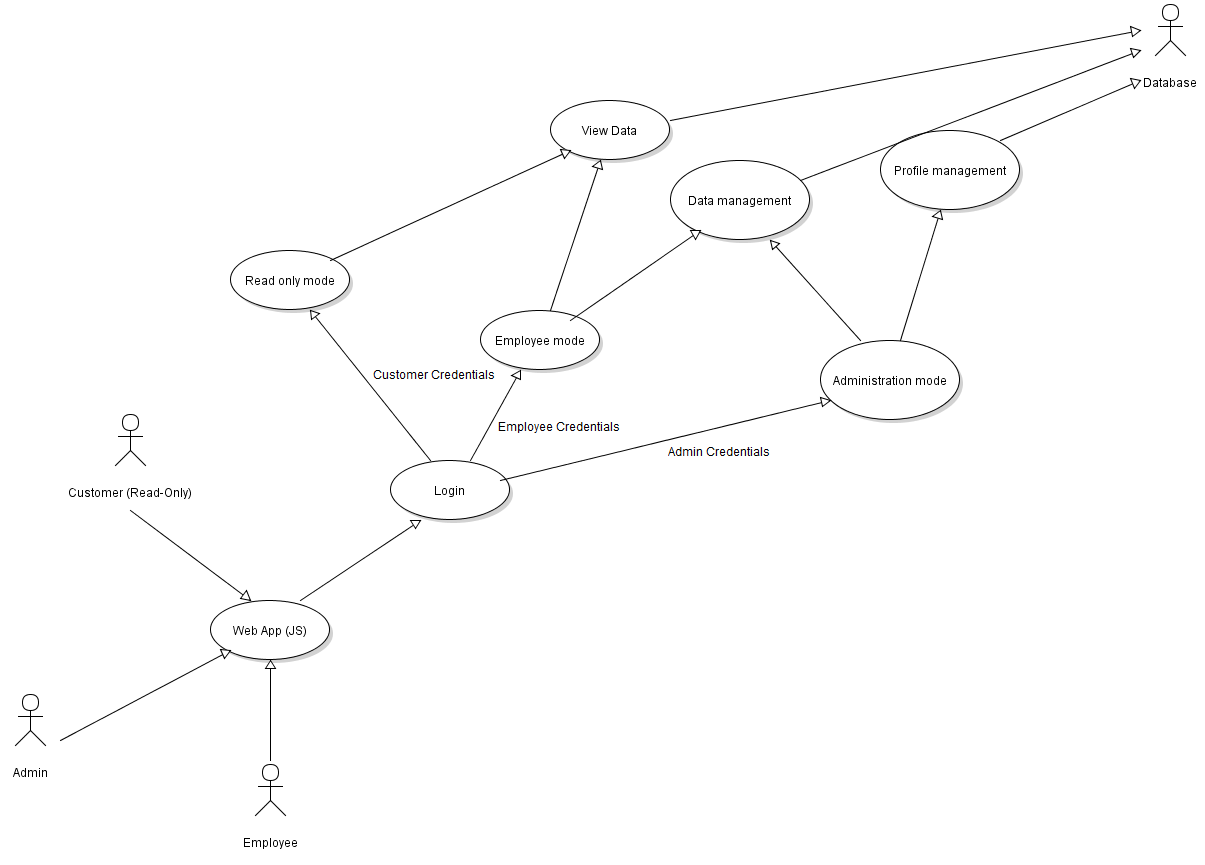 Database
View Data
Profile management
Data management
Read only mode
Employee mode
Customer Credentials
Administration mode
Employee Credentials
Admin Credentials
Login
Customer (Read-Only)
Web App (JS)
Admin
Employee